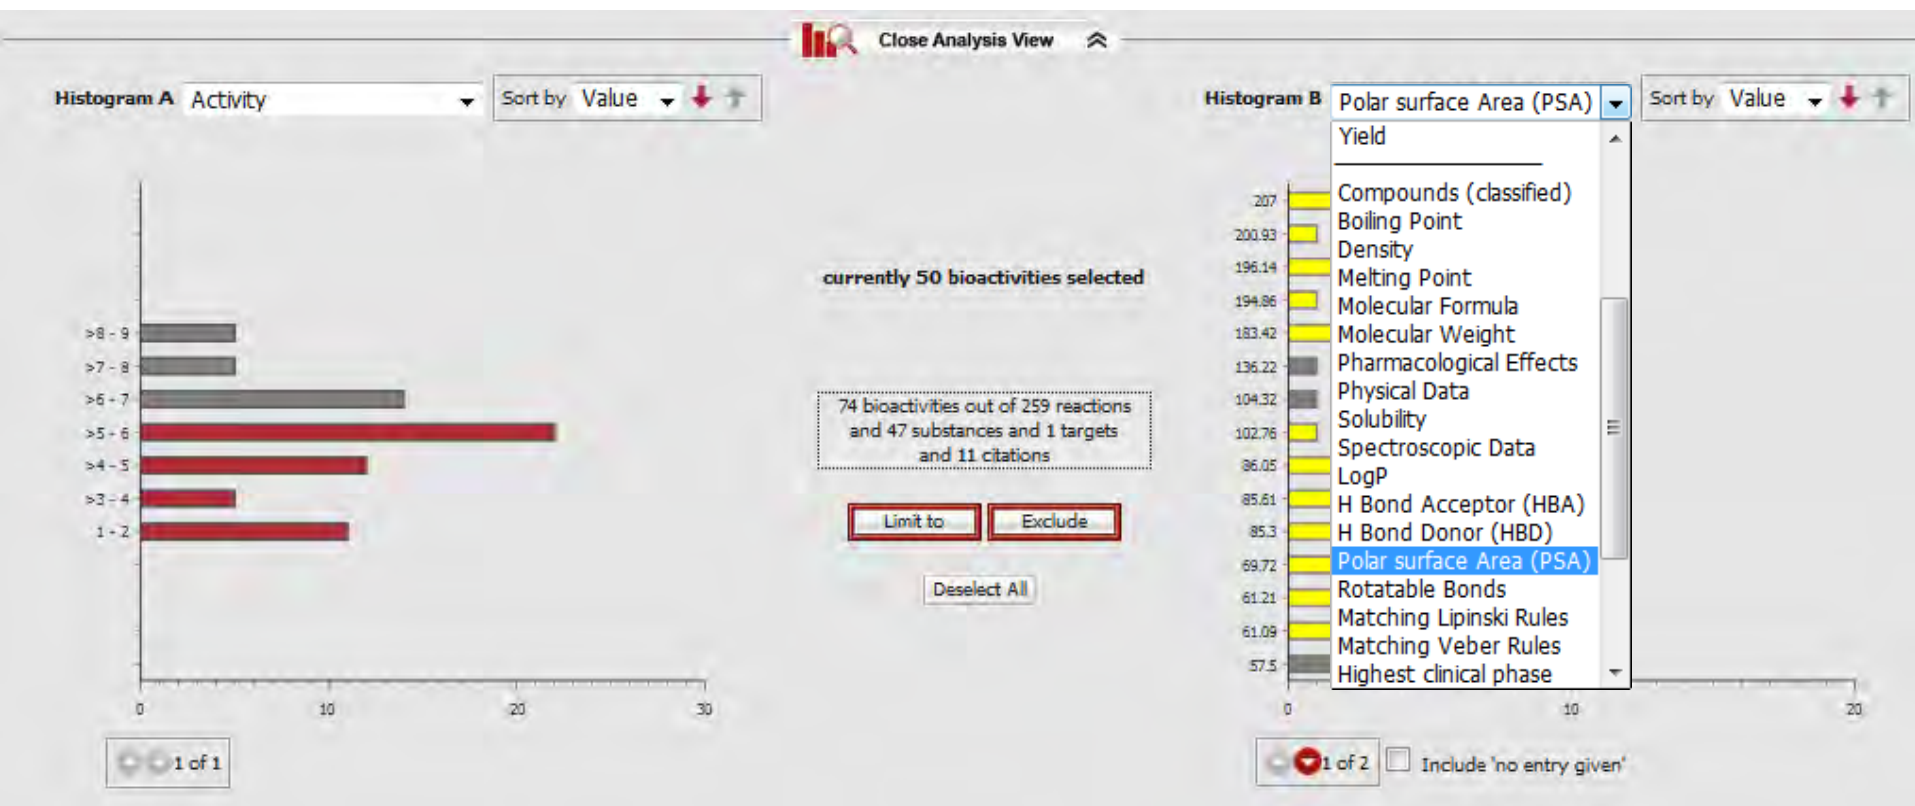 Close Analysis View
Histogram A Activity Sort by Value
Histogram B Polar surface Area (PSA) Sort by Value
>8 - 9
>7 - 8
>6 - 7
>5 - 6
>4 - 5
>3 - 4
1 - 2
0 10 20 30
1 of 1
currently 50 bioactivities selected
74 bioactivities out of 259 reactions
and 47 substances and 1 targets
and 11 citations
Limit to Exclude
Deselect All
Yield
Compounds (classified)
Boiling Point
Density
Melting Point
Molecular Formula
Molecular Weight
Pharmacological Effects
Physical Data
Solubility
Spectroscopic Data
LogP
H Bond Acceptor (HBA)
H Bond Donor (HBD)
Polar surface Area (PSA)
Rotatable Bonds
Matching Lipinski Rules
Matching Veber Rules
Highest clinical phase
207
200.93
196.14
194.86
183.42
136.22
104.32
102.76
86.05
85.61
85.3
69.72
61.21
61.09
57.5
0 10 20
1 of 2 Include 'no entry given'